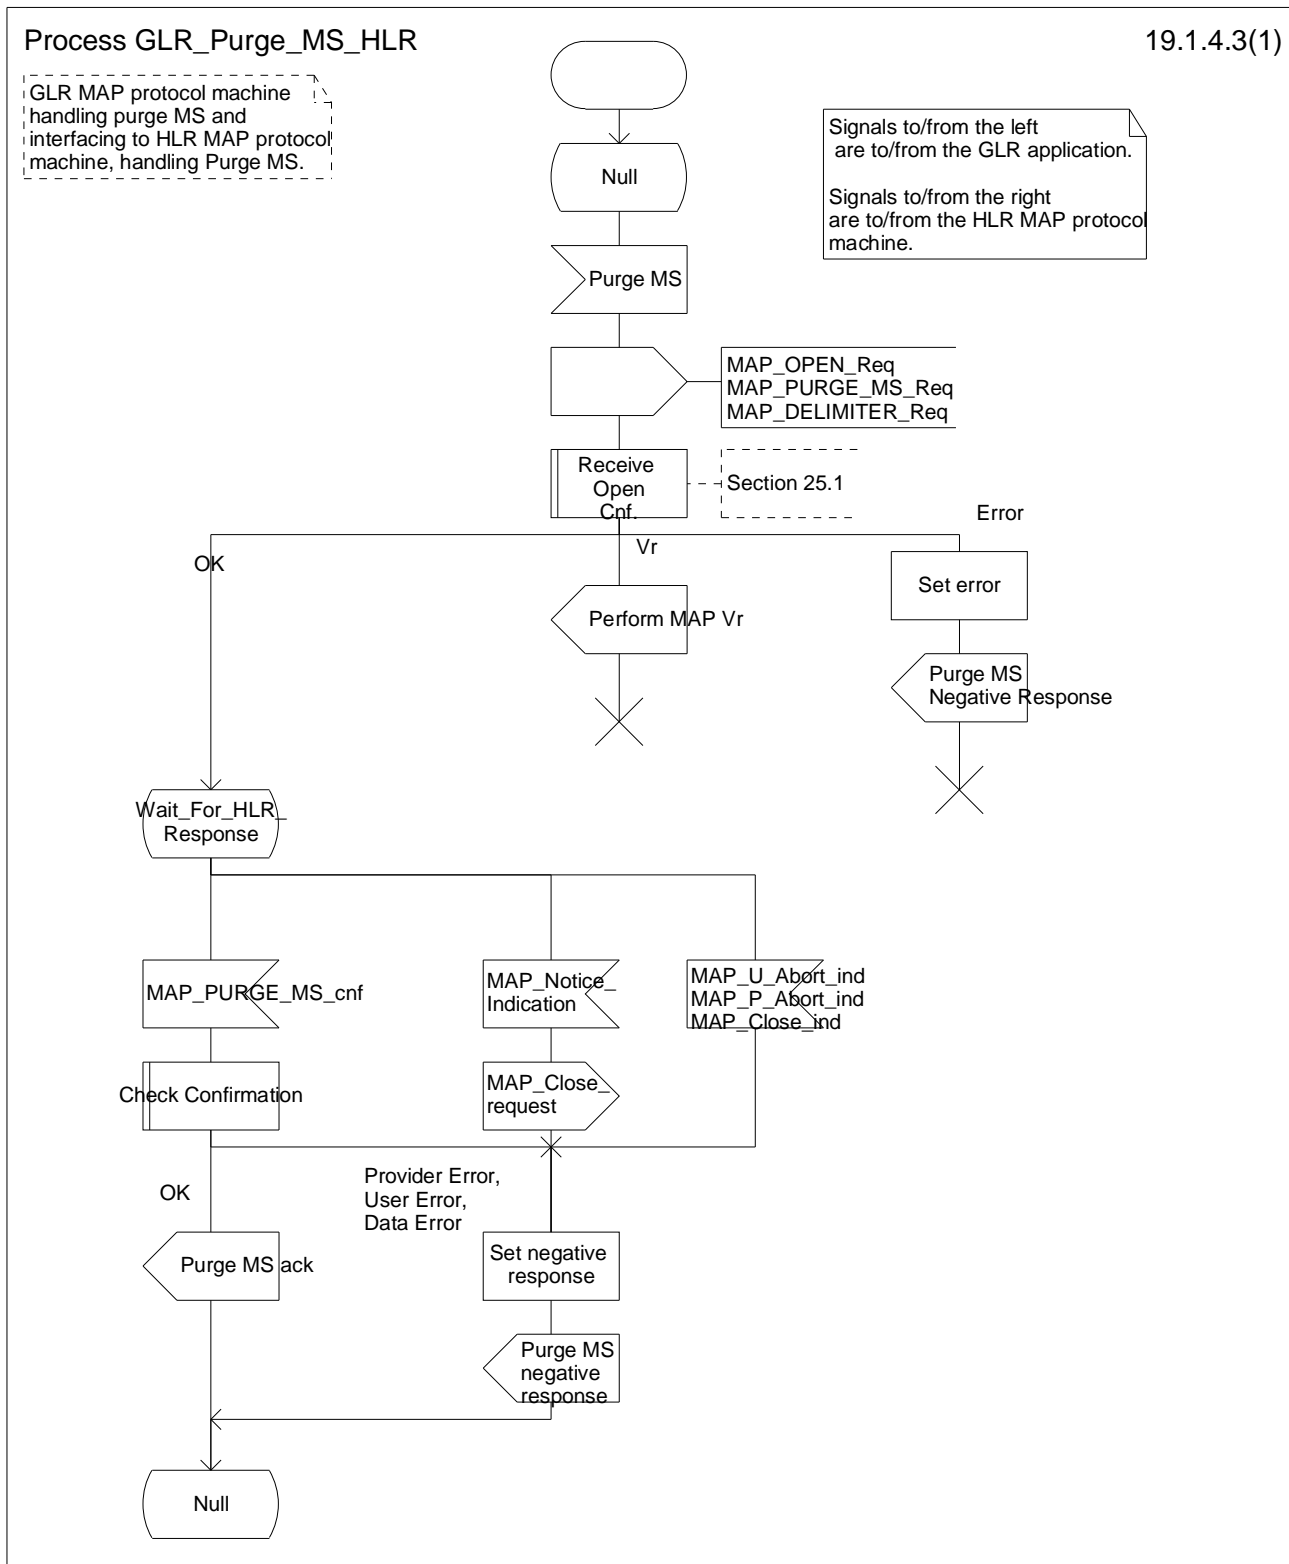 Process GLR_Purge_MS_HLR
19.1.4.3(1)
GLR MAP protocol machine
handling purge MS and
interfacing to HLR MAP protocol
machine, handling Purge MS.
Signals to/from the left
are to/from the GLR application.
Signals to/from the right
are to/from the HLR MAP protocol
machine.
Null
Purge MS
MAP_OPEN_Req
MAP_PURGE_MS_Req
MAP_DELIMITER_Req
Receive
Open
Cnf.
Section 25.1
Error
Vr
OK
Set error
Perform MAP Vr
Purge MS
Negative Response
Wait_For_HLR_
Response
MAP_PURGE_MS_cnf
MAP_Notice_
Indication
MAP_U_Abort_ind
MAP_P_Abort_ind
MAP_Close_ind
Check Confirmation
MAP_Close_
request
Provider Error,
User Error,
Data Error
OK
Purge MS ack
Set negative
response
Purge MS
negative
response
Null